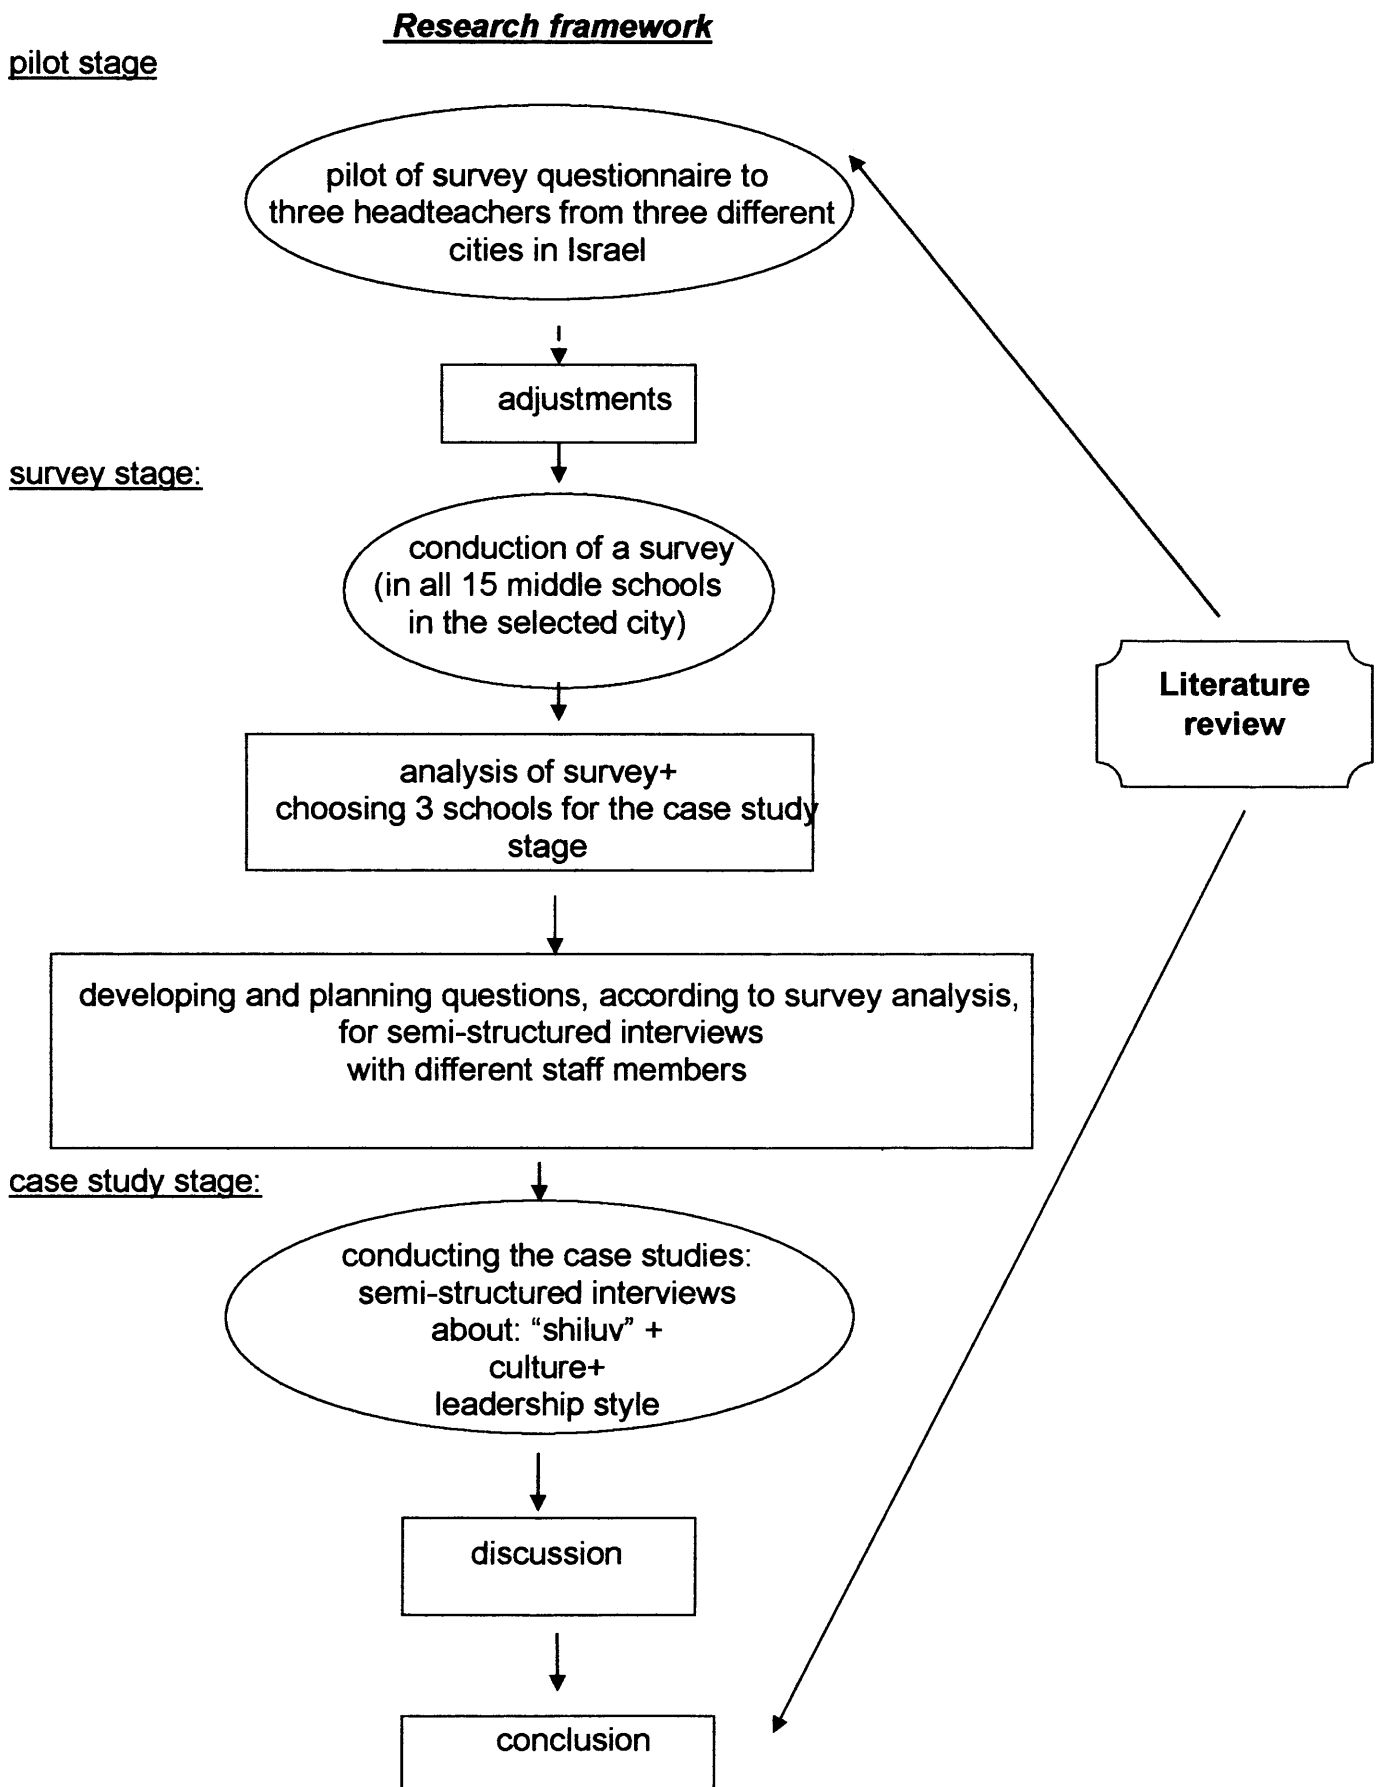 Research framework
pilot stage
pilot of survey questionnaire to
three headteachers from three different
cities in Israel
adjustments
survey stage:
conduction of a survey
(in all 15 middle schools
in the selected city)
Literature
review
analysis of survey+
choosing 3 schools for the case study
stage
developing and planning questions, according to survey analysis,
for semi-structured interviews
with different staff members
case study stage:
conducting the case studies:
semi-structured interviews
about: “shiluv” +
culture+
leadership style
discussion
conclusion